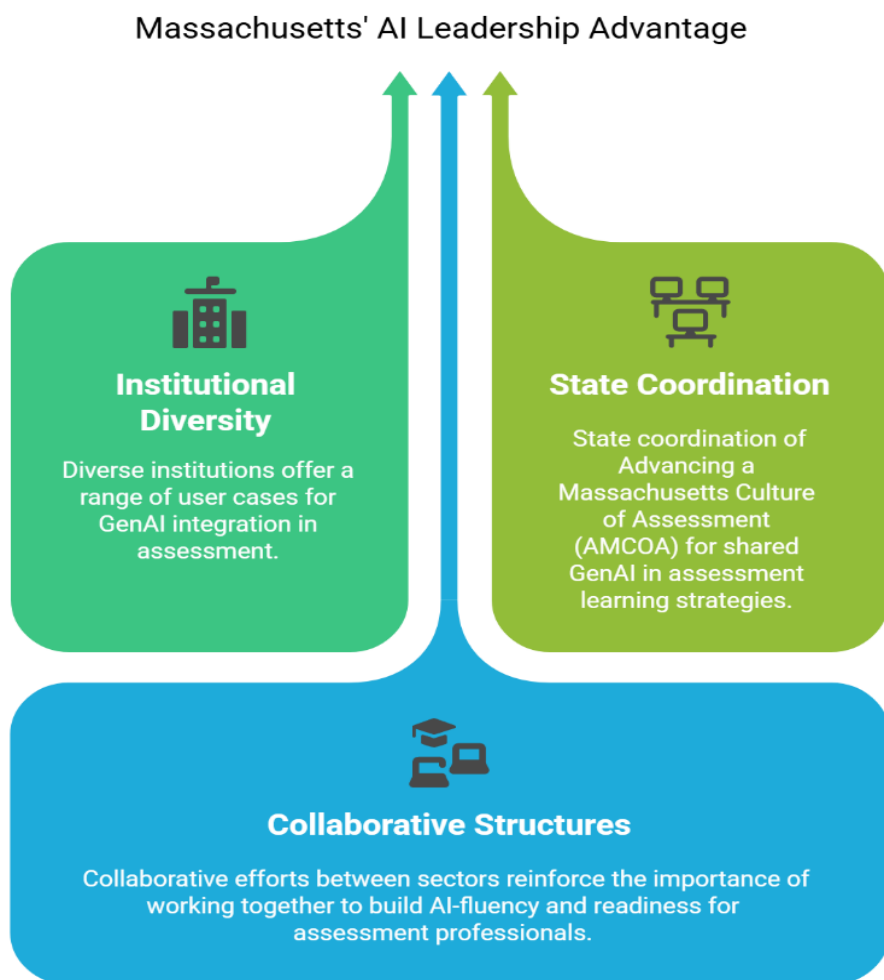 Massachusetts' AI Leadership Advantage
Institutional
Diversity
Diverse institutions offer a
range of user cases for
GenAI integration in
assessment.
State Coordination
State coordination of
Advancing a
Massachusetts Culture
of Assessment
(AMCOA) for shared
GenAI in assessment
learning strategies.
Collaborative Structures
Collaborative efforts between sectors reinforce the importance of
working together to build AI-fluency and readiness for
assessment professionals.